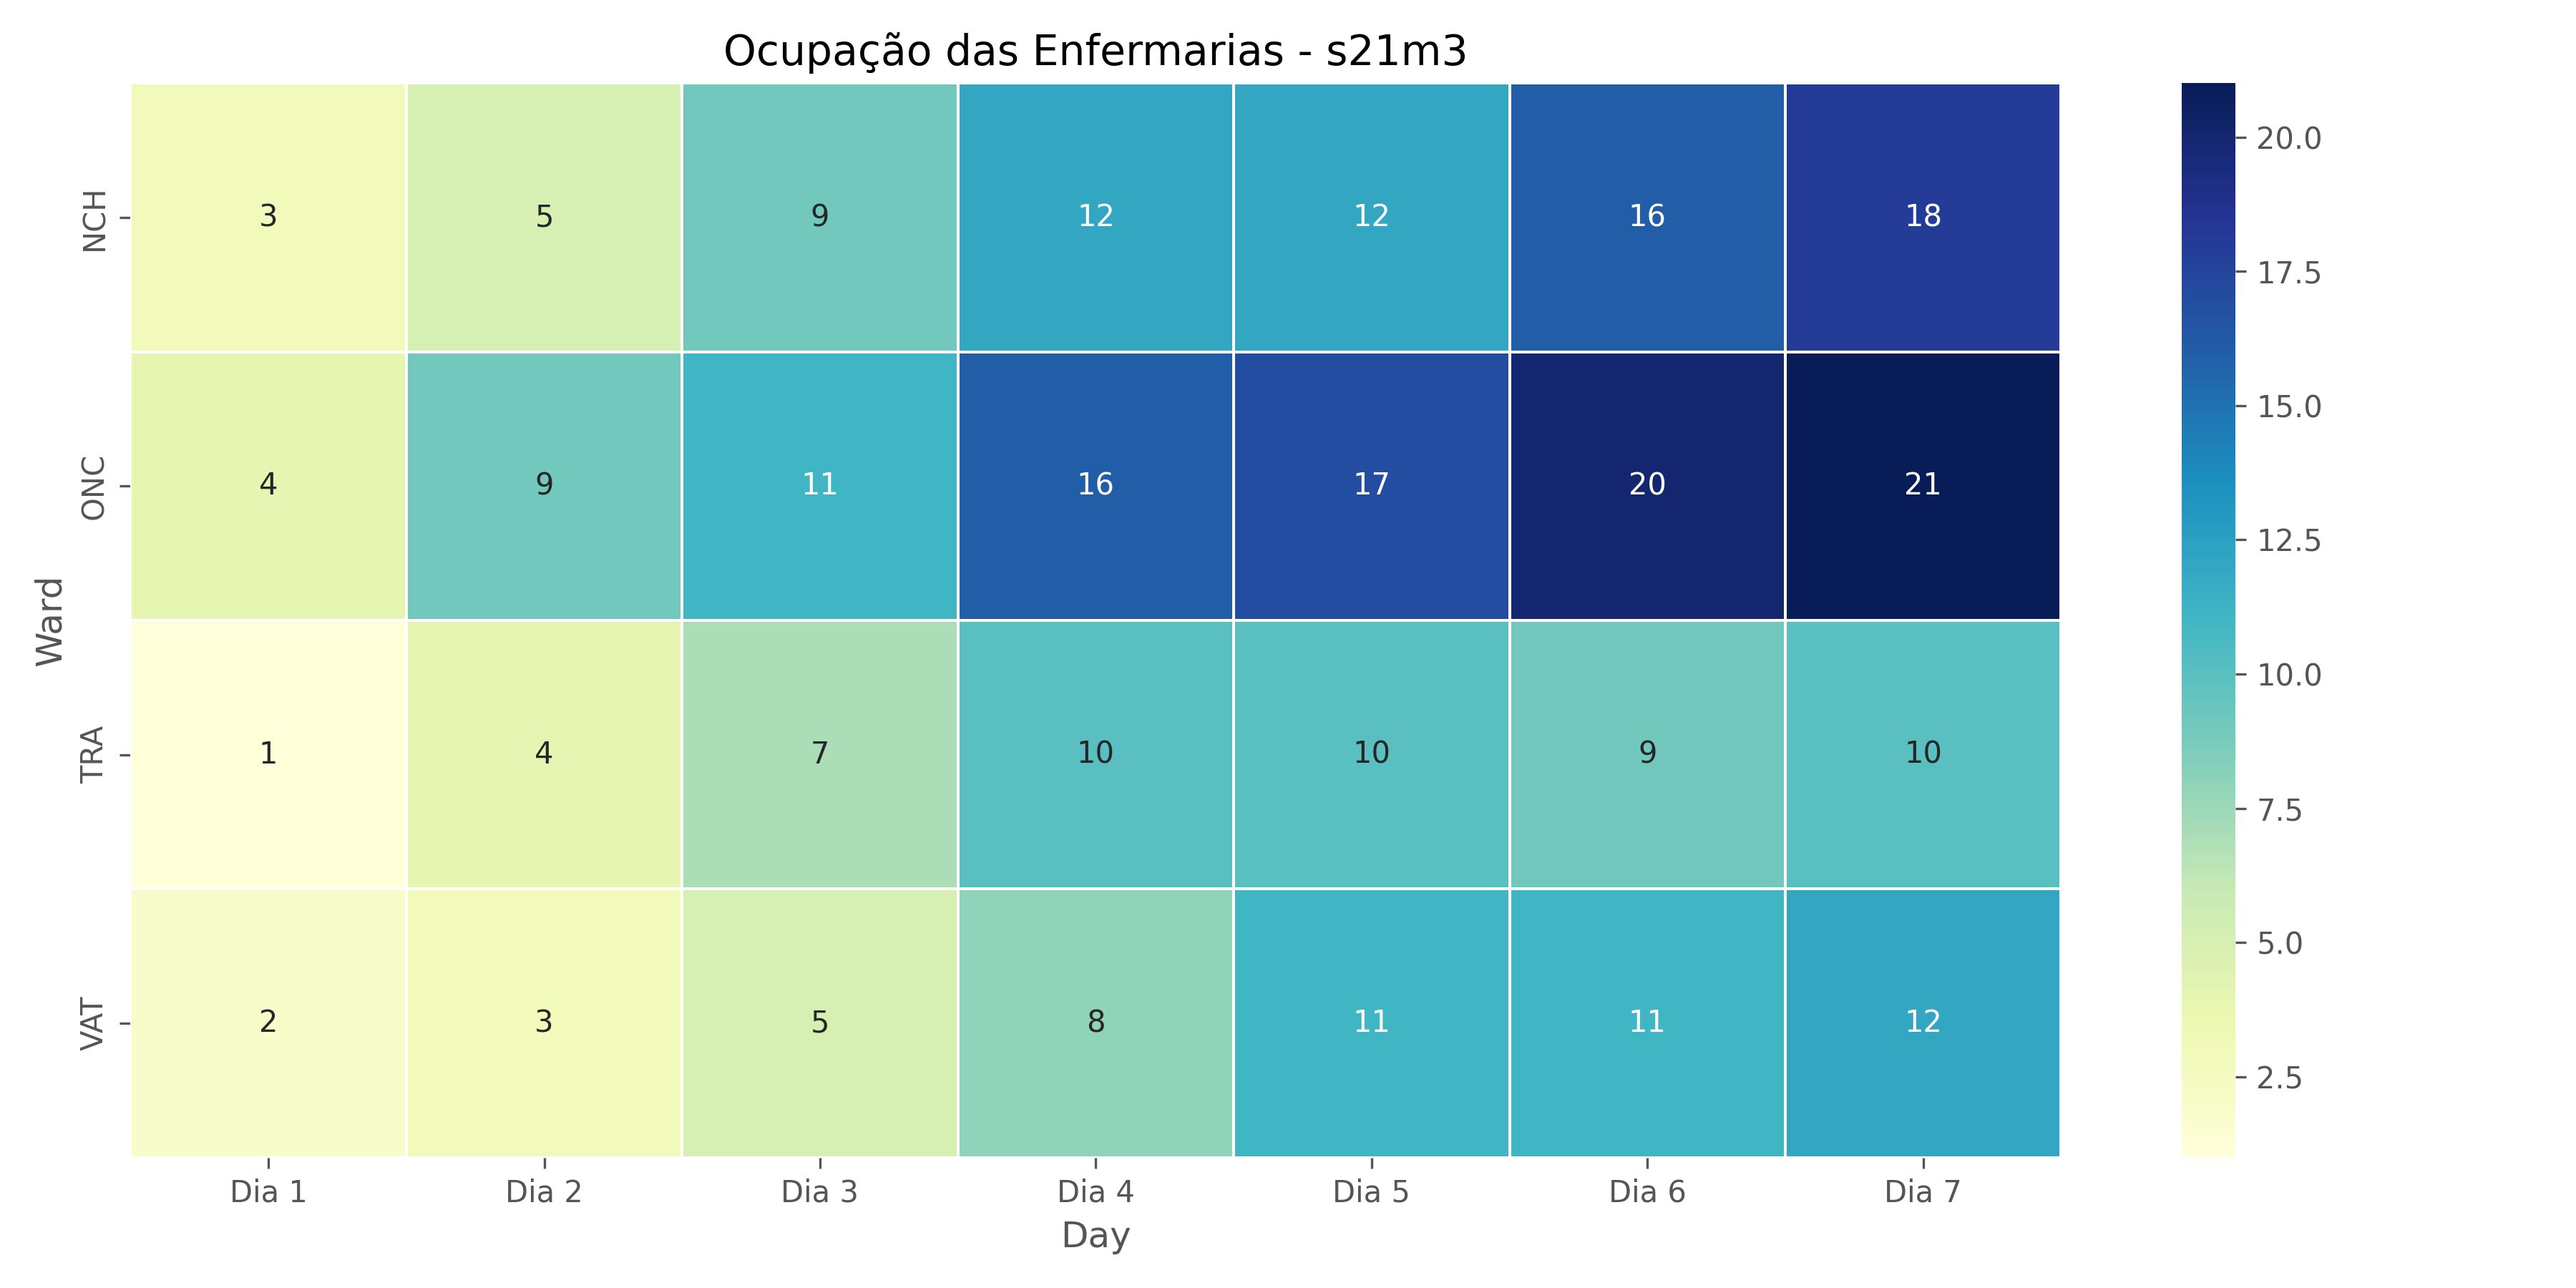 Ocupação das Enfermarias - s21m3
Ward
NCH 3 5 9 12 12 16 18
ONC 4 9 11 16 17 20 21
TRA 1 4 7 10 10 9 10
VAT 2 3 5 8 11 11 12
Dia 1 Dia 2 Dia 3 Dia 4 Dia 5 Dia 6 Dia 7
Day
20.0
17.5
15.0
12.5
10.0
7.5
5.0
2.5